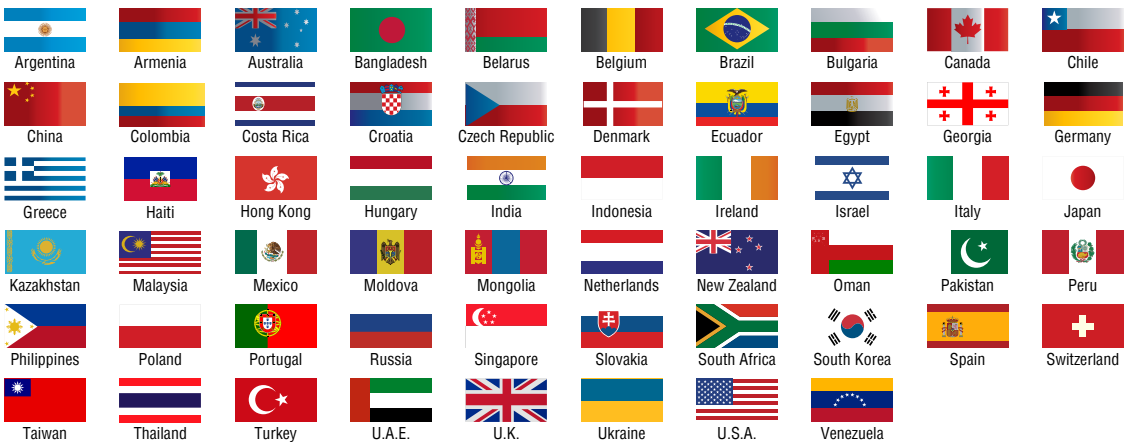 Argentina Armenia Australia Bangladesh Belarus Belgium Brazil Bulgaria Canada Chile
China Colombia Costa Rica Croatia Czech Republic Denmark Ecuador Egypt Georgia Germany
Greece Haiti Hong Kong Hungary India Indonesia Ireland Israel Italy Japan
Kazakhstan Malaysia Mexico Moldova Mongolia Netherlands New Zealand Oman Pakistan Peru
Philippines Poland Portugal Russia Singapore Slovakia South Africa South Korea Spain Switzerland
Taiwan Thailand Turkey U.A.E. U.K. Ukraine U.S.A. Venezuela